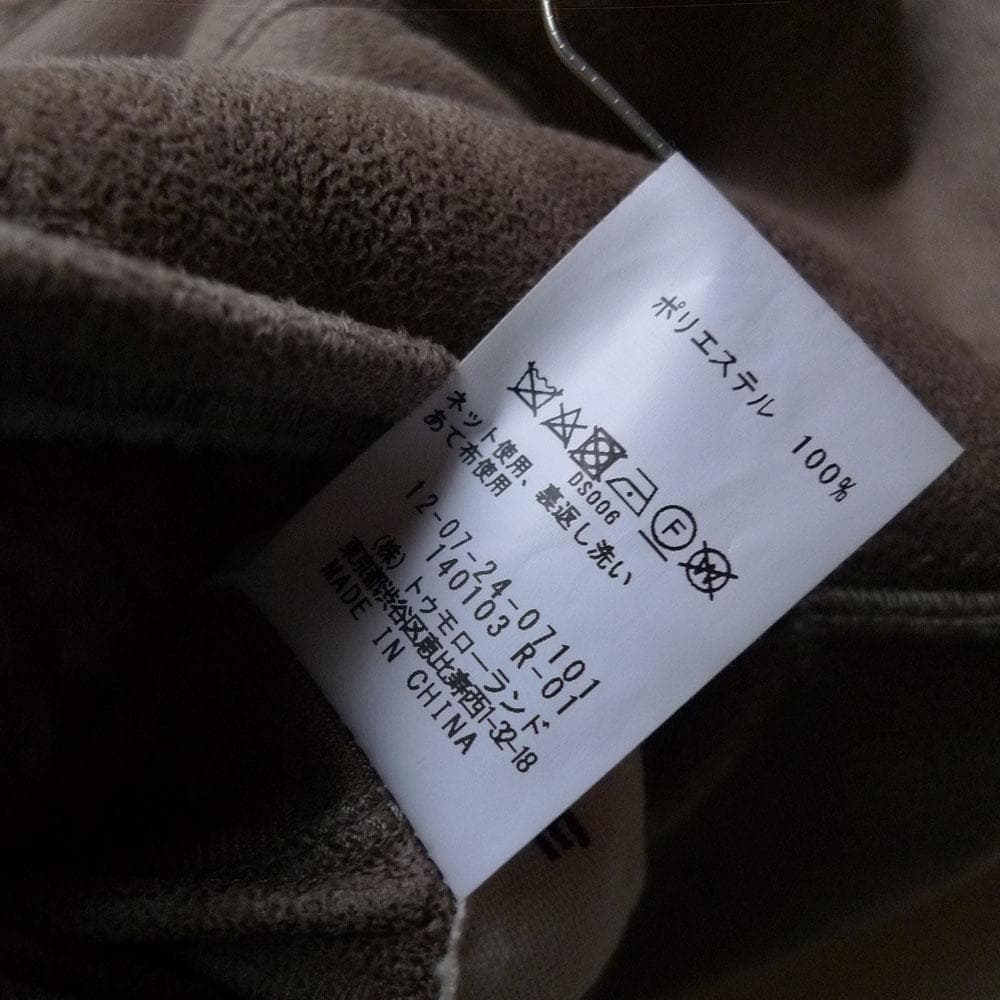 ポリエステル 100%
DS006
F
W
ネット使用、裏返し洗い
あて布使用
12-07-24-07101
140103 R-01
(株)トゥモローランド
東京都渋谷区恵比寿西1-32-18
MADE IN CHINA